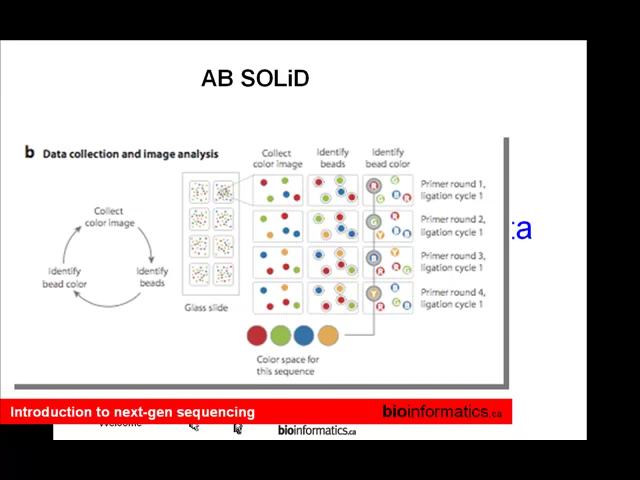 AB SOLiD
b Data collection and image analysis
Collect
color image
Identify
beads
Identify
bead color
Collect
color image
Identify
beads
Identify
bead color
Glass slide
R G G B R
Primer round 1,
ligation cycle 1
G R Y B B
Primer round 2,
ligation cycle 1
B Y B R G
Primer round 3,
ligation cycle 1
Y B B G R
Primer round 4,
ligation cycle 1
Color space for
this sequence
ta
Introduction to next-gen sequencing
bioinformatics.ca
Welcome
bioinformatics.ca